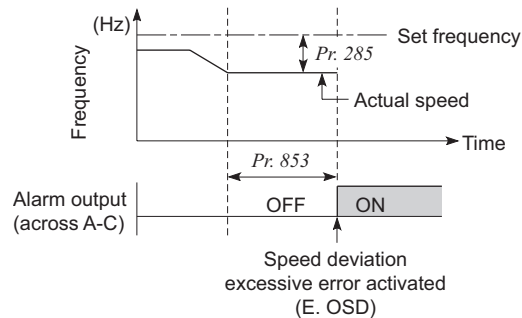 (Hz)
Set frequency
Pr. 285
Frequency
Actual speed
Time
Pr. 853
Alarm output
(across A-C)
OFF
ON
Speed deviation
excessive error activated
(E. OSD)